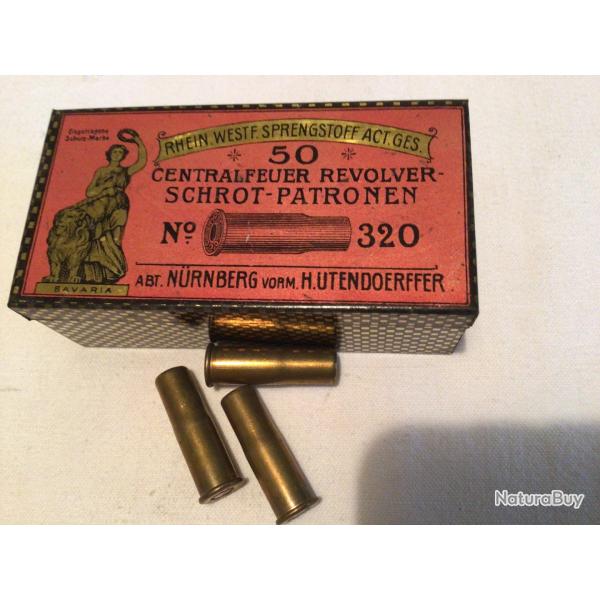 Eingetragene
Schutz-Marke
RHEIN. WESTF. SPRENGSTOFF ACT. GES.
50
CENTRALFEUER REVOLVER-
SCHROT-PATRONEN
No 320
ABT. NÜRNBERG VORM. H. UTENDOERFFER
BAVARIA
NaturaBuy